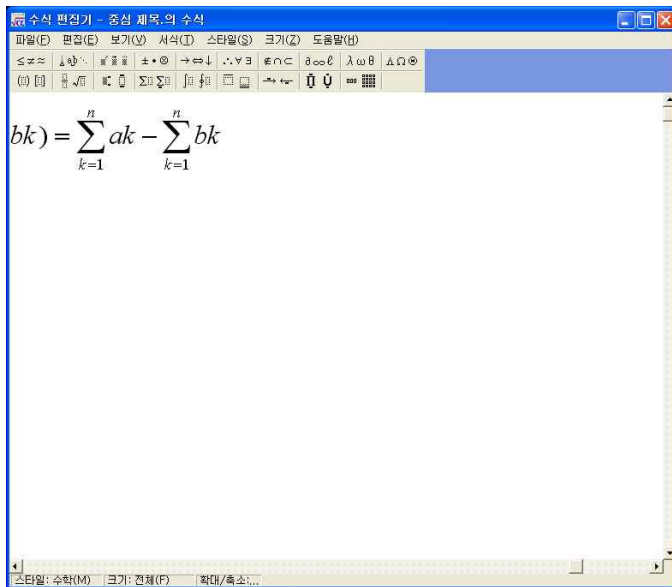 수식 편집기 - 중심 제목.의 수식
파일(F) 편집(E) 보기(V) 서식(T) 스타일(S) 크기(Z) 도움말(H)
bk) = ∑_{k=1}^{n} ak − ∑_{k=1}^{n} bk
스타일: 수학(M) 크기: 전체(F) 확대/축소:...